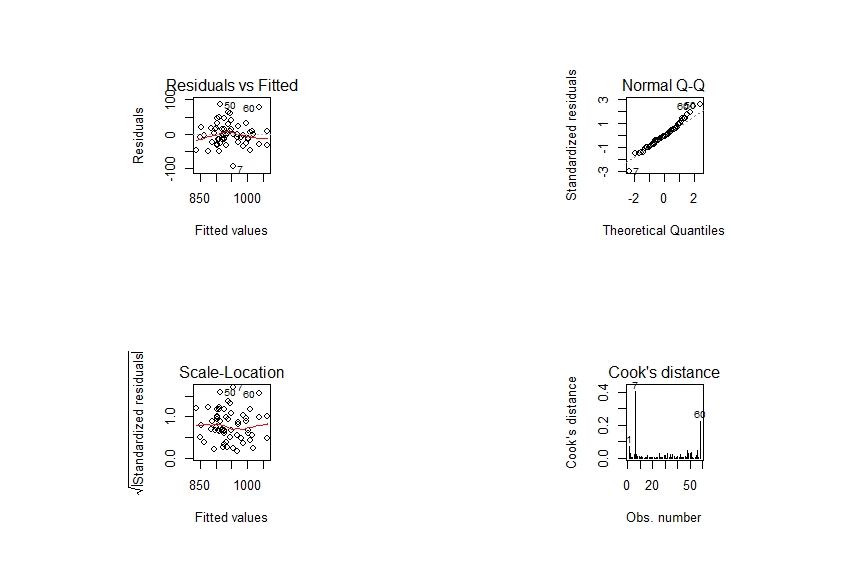 Residuals vs Fitted
Residuals
100
0
-100
50
60
7
850
1000
Fitted values
Normal Q-Q
Standardized residuals
3
1
-1
-3
7
-2
0
2
Theoretical Quantiles
Scale-Location
√|Standardized residuals|
1.0
0.0
50
7
60
850
1000
Fitted values
Cook's distance
Cook's distance
0.4
0.2
0.0
7
60
1
0
20
50
Obs. number